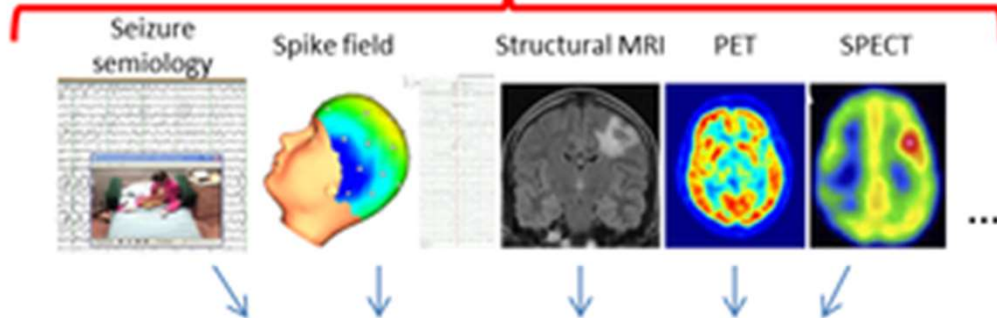 Seizure
semiology
Spike field
Structural MRI
PET
SPECT
...